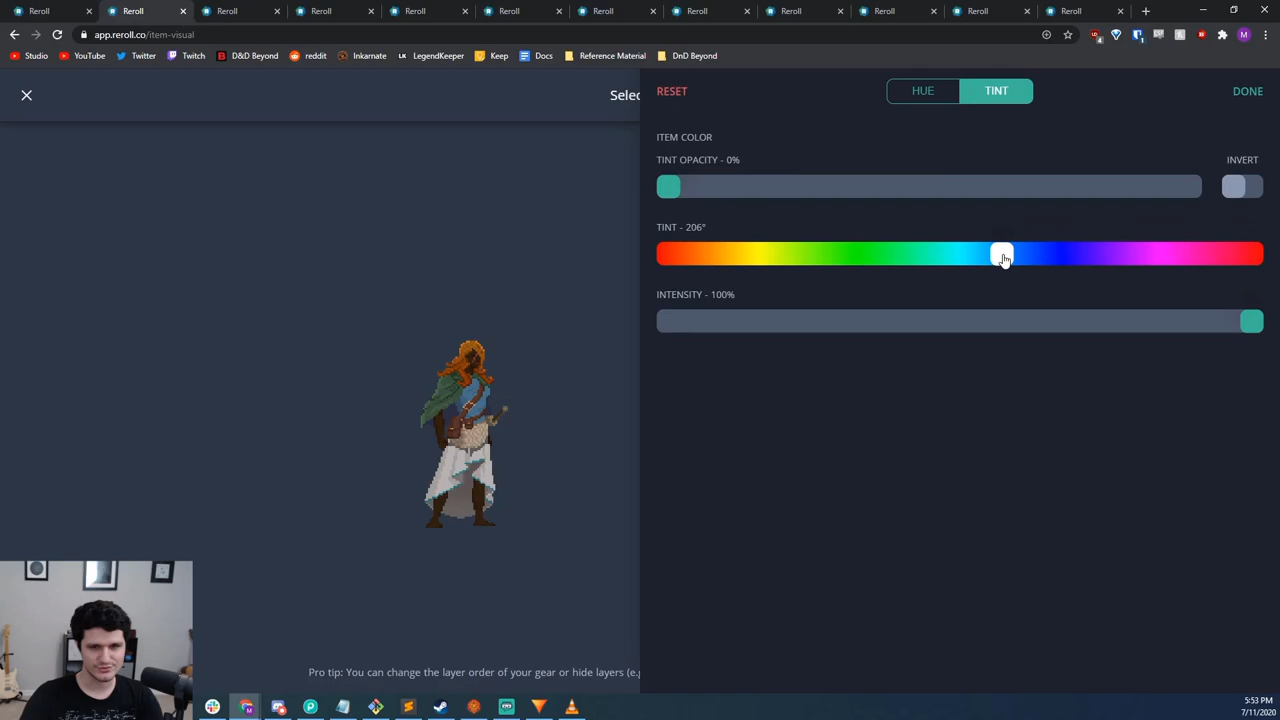 Reroll Reroll Reroll Reroll Reroll Reroll Reroll Reroll Reroll Reroll Reroll Reroll
app.reroll.co/item-visual
Studio YouTube Twitter Twitch D&D Beyond reddit Inkarnate LK LegendKeeper Keep Docs Reference Material DnD Beyond
Selec
RESET HUE TINT DONE
ITEM COLOR
TINT OPACITY - 0% INVERT
TINT - 206°
INTENSITY - 100%
Pro tip: You can change the layer order of your gear or hide layers (e.g
5:53 PM
7/11/2020